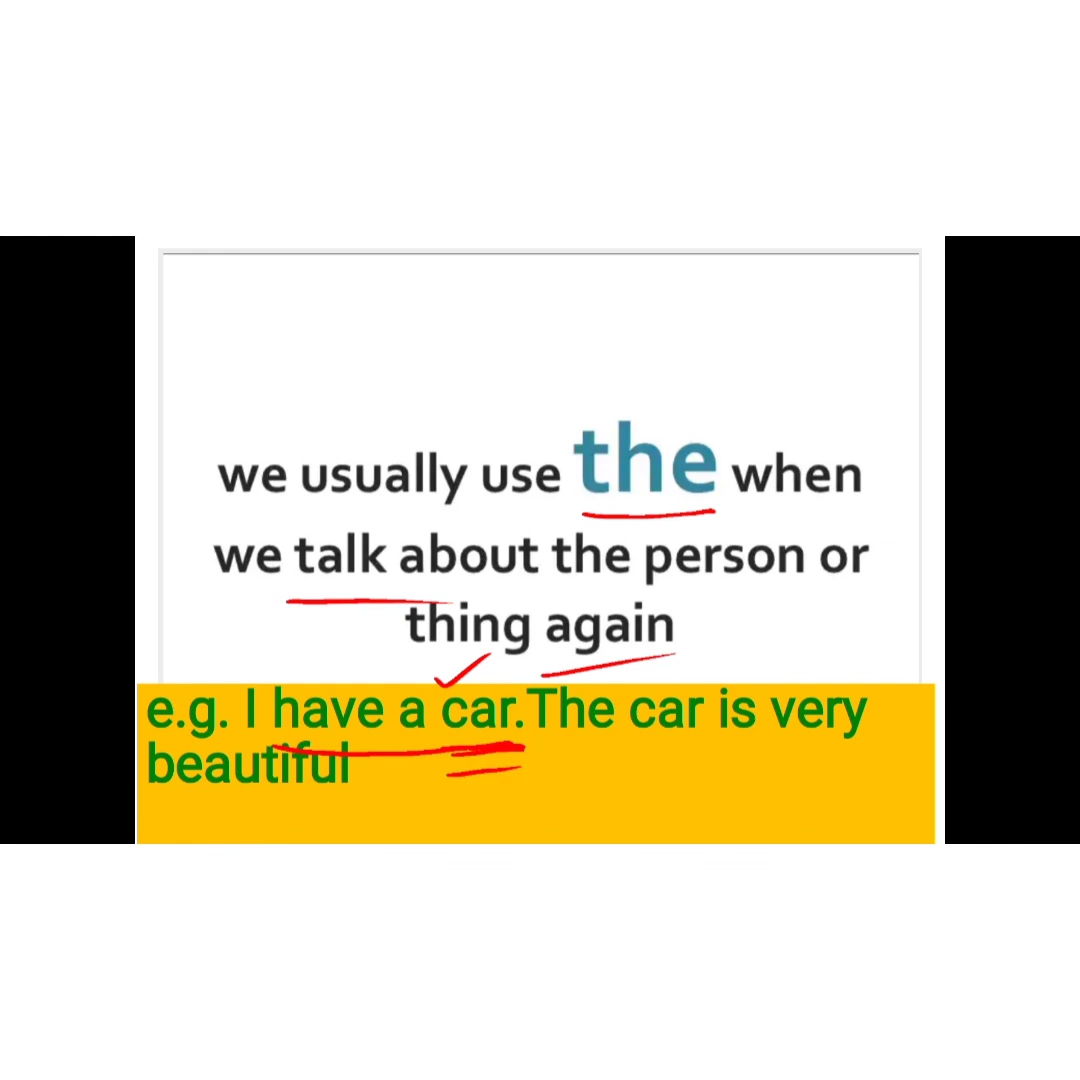 we usually use the when
we talk about the person or
thing again
e.g. I have a car.The car is very
beautiful